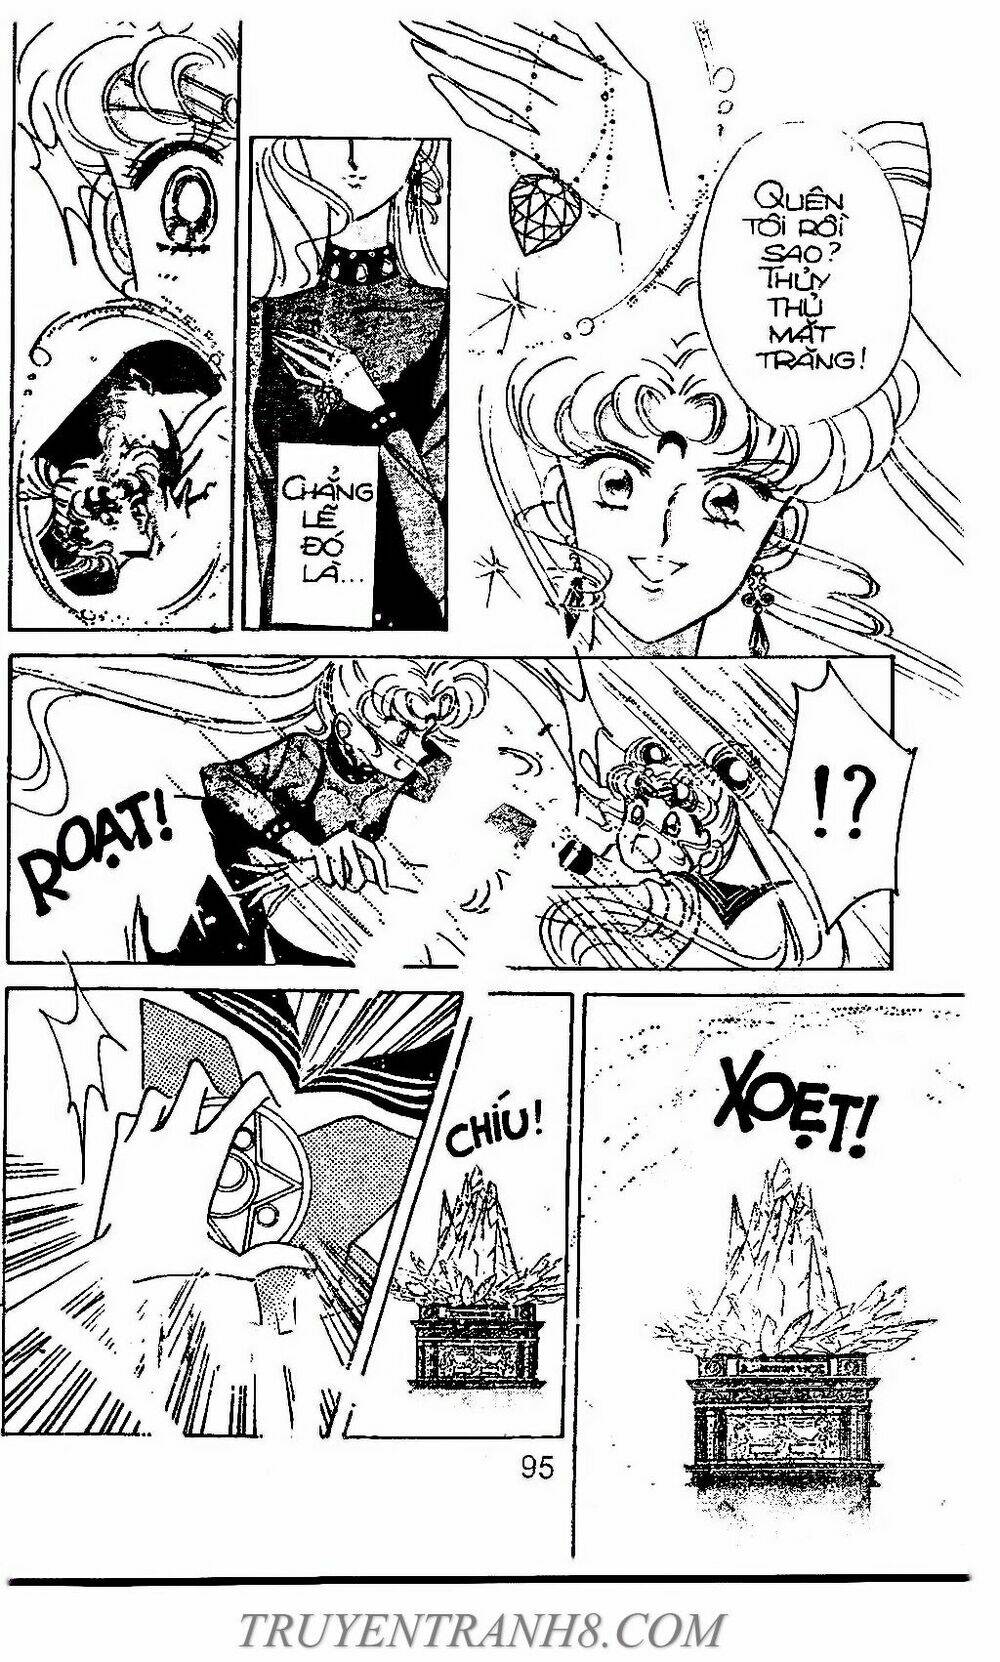 QUÊN
TÔI RỒI
SAO?
THỦY
THỦ
MẶT
TRĂNG!
CHẲNG
LẼ
ĐÓ
LÀ...
ROẠT!
!?
CHÍU!
XOẸT!
95
TRUYENTRANH8.COM